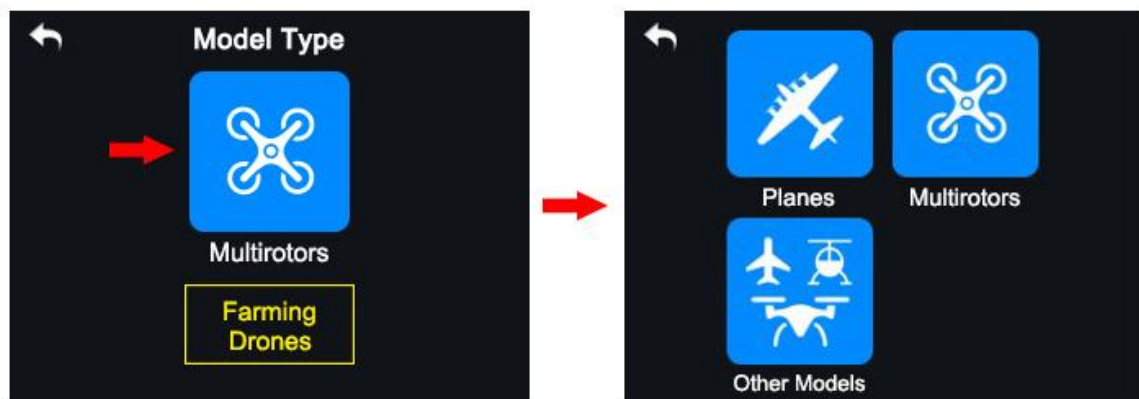 Model Type
Multirotors
Farming
Drones
Planes
Multirotors
Other Models